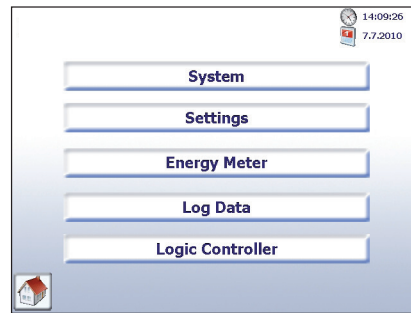 14:09:26
7.7.2010
System
Settings
Energy Meter
Log Data
Logic Controller